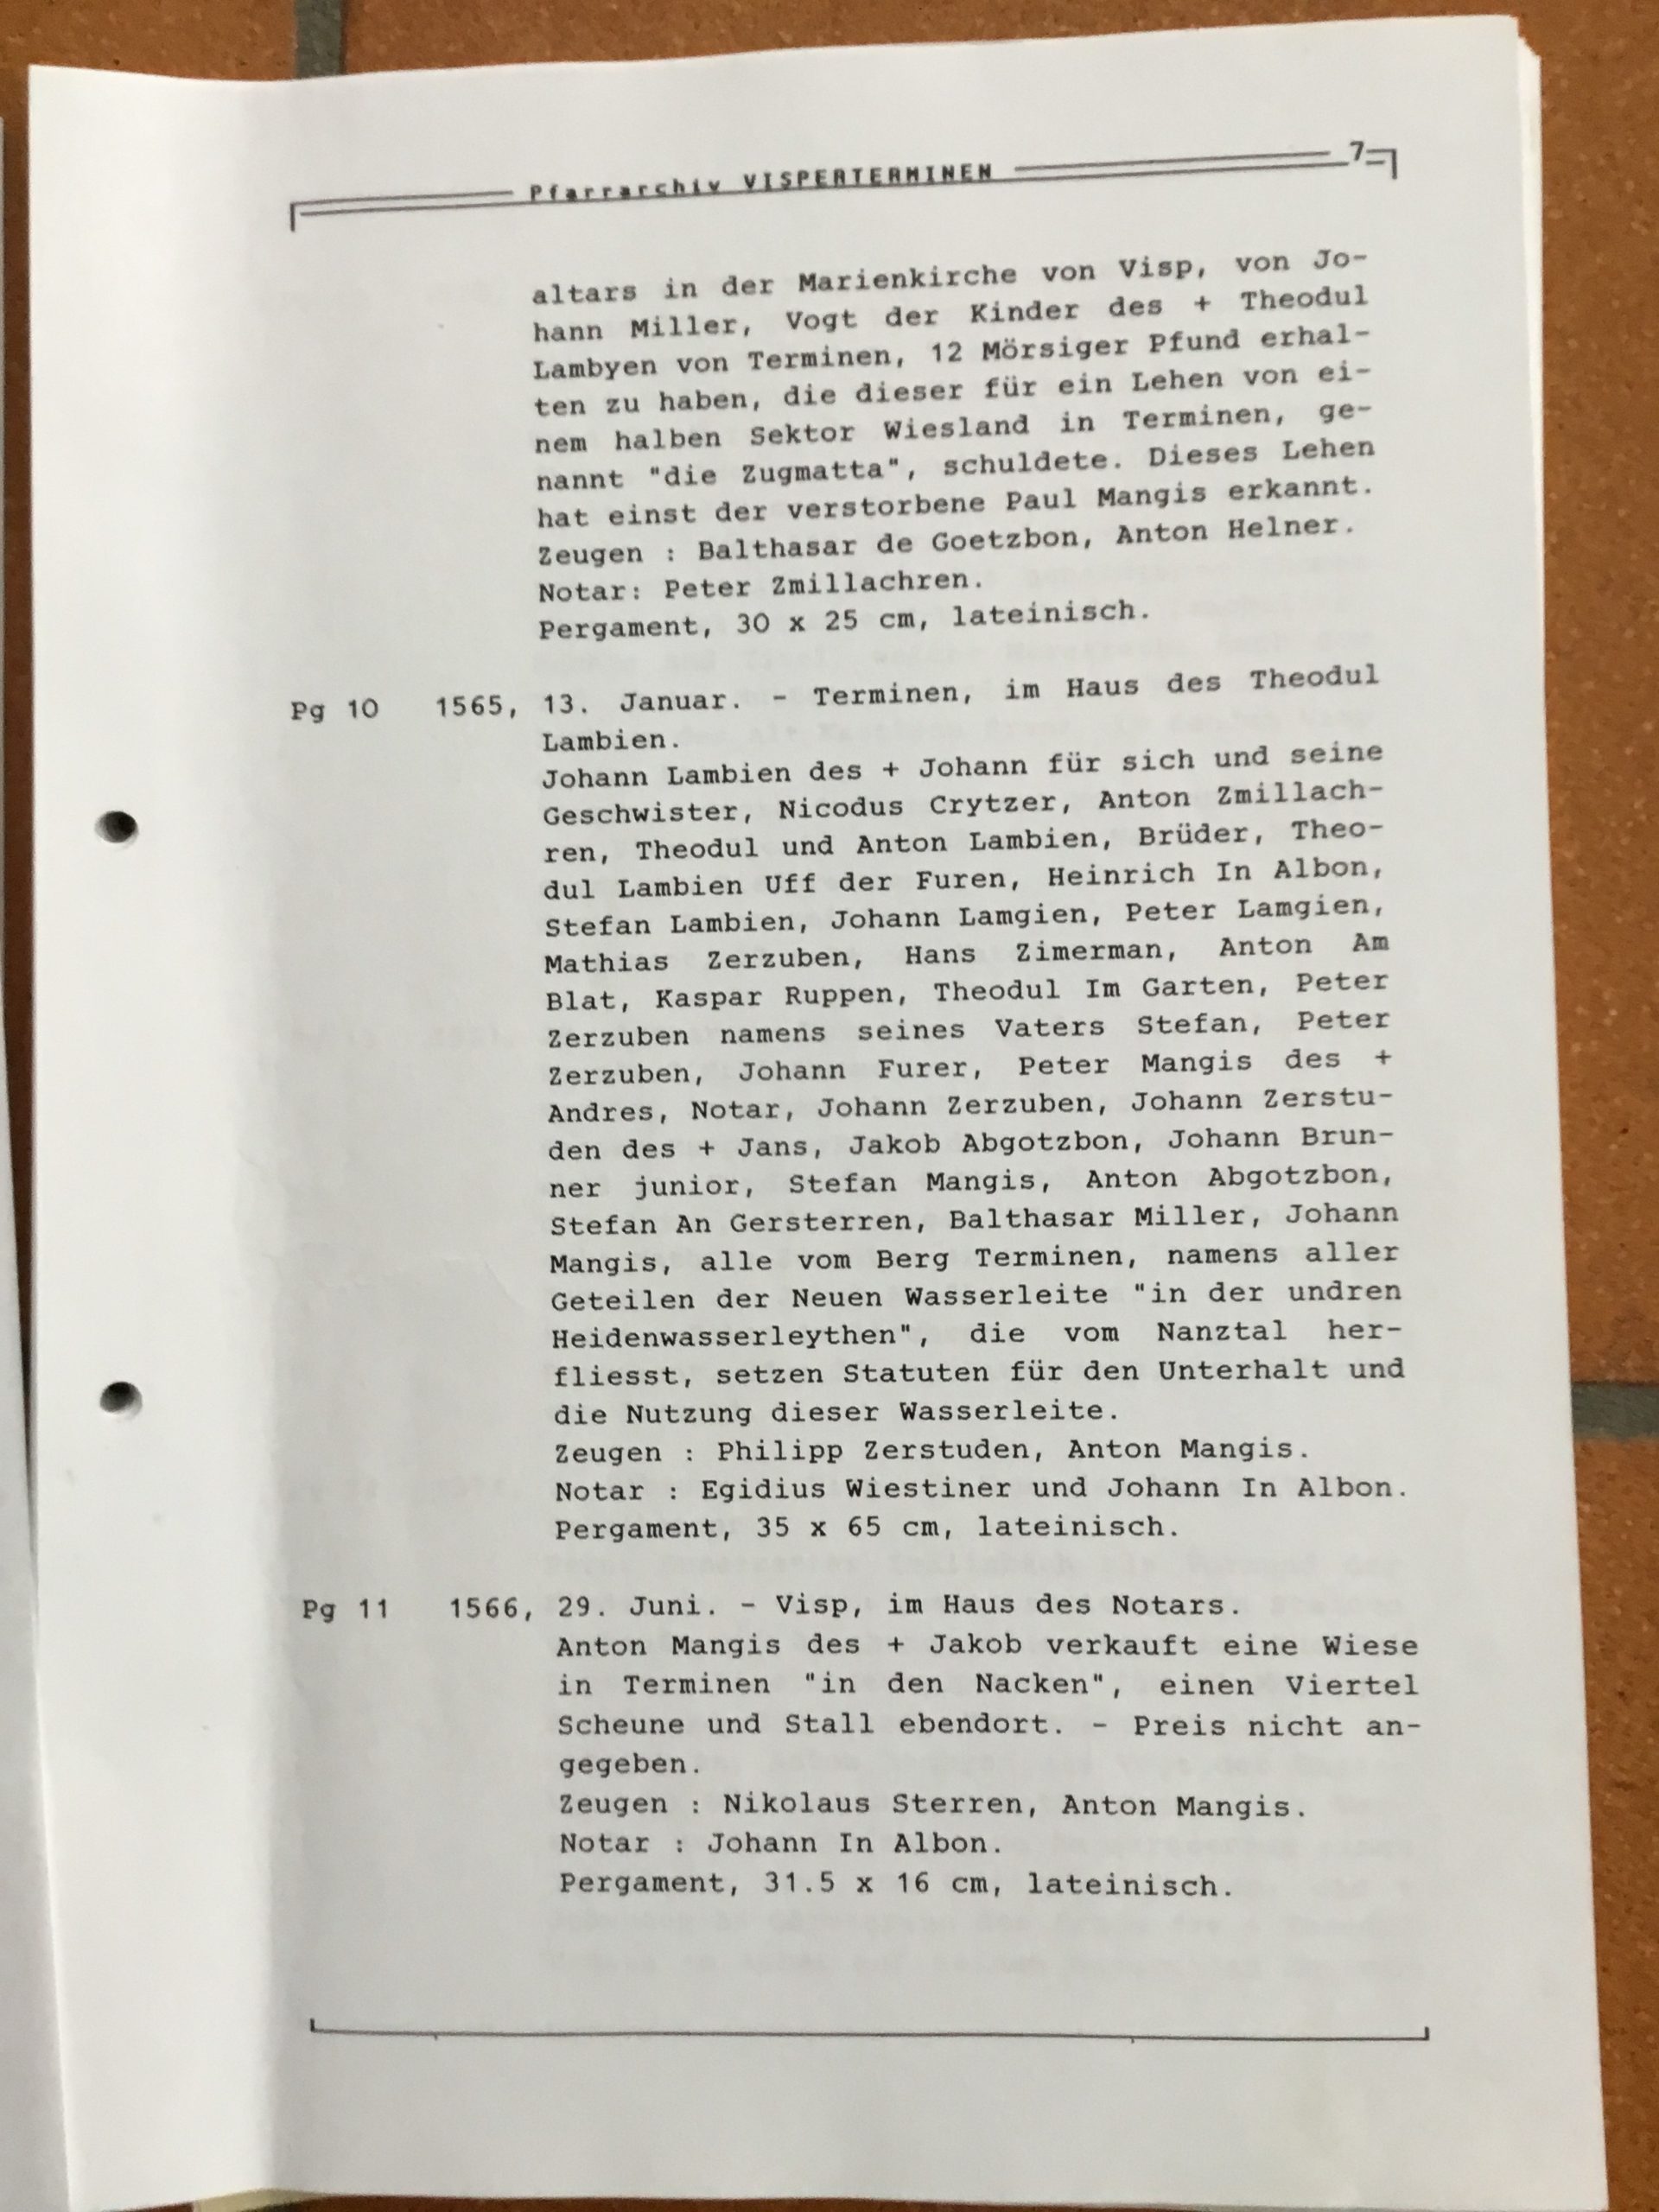 Pfarrarchiv VISPERTERMINEN 7
altars in der Marienkirche von Visp, von Jo-
hann Miller, Vogt der Kinder des + Theodul
Lambyen von Terminen, 12 Mörsiger Pfund erhal-
ten zu haben, die dieser für ein Lehen von ei-
nem halben Sektor Wiesland in Terminen, ge-
nannt "die Zugmatta", schuldete. Dieses Lehen
hat einst der verstorbene Paul Mangis erkannt.
Zeugen : Balthasar de Goetzbon, Anton Helner.
Notar: Peter Zmillachren.
Pergament, 30 x 25 cm, lateinisch.
Pg 10 1565, 13. Januar. - Terminen, im Haus des Theodul
Lambien.
Johann Lambien des + Johann für sich und seine
Geschwister, Nicodus Crytzer, Anton Zmillach-
ren, Theodul und Anton Lambien, Brüder, Theo-
dul Lambien Uff der Furen, Heinrich In Albon,
Stefan Lambien, Johann Lamgien, Peter Lamgien,
Mathias Zerzuben, Hans Zimerman, Anton Am
Blat, Kaspar Ruppen, Theodul Im Garten, Peter
Zerzuben namens seines Vaters Stefan, Peter
Zerzuben, Johann Furer, Peter Mangis des +
Andres, Notar, Johann Zerzuben, Johann Zerstu-
den des + Jans, Jakob Abgotzbon, Johann Brun-
ner junior, Stefan Mangis, Anton Abgotzbon,
Stefan An Gersterren, Balthasar Miller, Johann
Mangis, alle vom Berg Terminen, namens aller
Geteilen der Neuen Wasserleite "in der undren
Heidenwasserleythen", die vom Nanztal her-
fliesst, setzen Statuten für den Unterhalt und
die Nutzung dieser Wasserleite.
Zeugen : Philipp Zerstuden, Anton Mangis.
Notar : Egidius Wiestiner und Johann In Albon.
Pergament, 35 x 65 cm, lateinisch.
Pg 11 1566, 29. Juni. - Visp, im Haus des Notars.
Anton Mangis des + Jakob verkauft eine Wiese
in Terminen "in den Nacken", einen Viertel
Scheune und Stall ebendort. - Preis nicht an-
gegeben.
Zeugen : Nikolaus Sterren, Anton Mangis.
Notar : Johann In Albon.
Pergament, 31.5 x 16 cm, lateinisch.